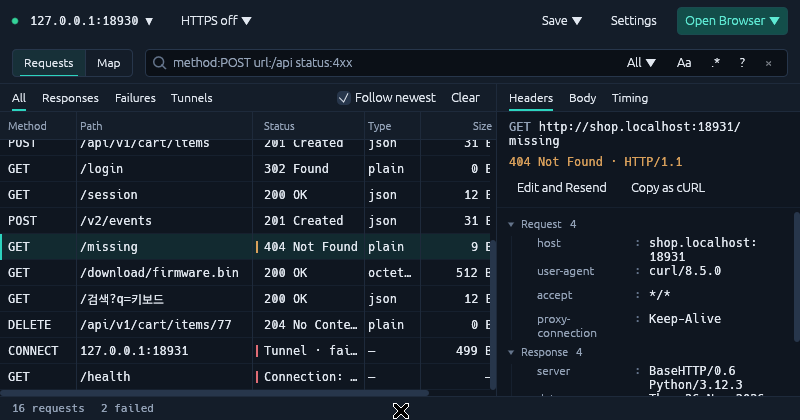 127.0.0.1:18930 ▼ HTTPS off ▼ Save ▼ Settings Open Browser ▼
Requests Map method:POST url:/api status:4xx All ▼ Aa .* ? ×
All Responses Failures Tunnels Follow newest Clear
Headers Body Timing
Method Path Status Type Size
POST /api/v1/cart/items 201 Created json 31 B
GET /login 302 Found plain 0 B
GET /session 200 OK json 12 B
POST /v2/events 201 Created json 31 B
GET /missing 404 Not Found plain 9 B
GET /download/firmware.bin 200 OK octet… 512 B
GET /검색?q=키보드 200 OK json 12 B
DELETE /api/v1/cart/items/77 204 No Conte… plain 0 B
CONNECT 127.0.0.1:18931 Tunnel · fai… — 499 B
GET /health Connection: … — —
GET http://shop.localhost:18931/
missing
404 Not Found · HTTP/1.1
Edit and Resend Copy as cURL
Request 4
host : shop.localhost:
18931
user-agent : curl/8.5.0
accept : */*
proxy-
connection : Keep-Alive
Response 4
server : BaseHTTP/0.6
Python/3.12.3
16 requests 2 failed